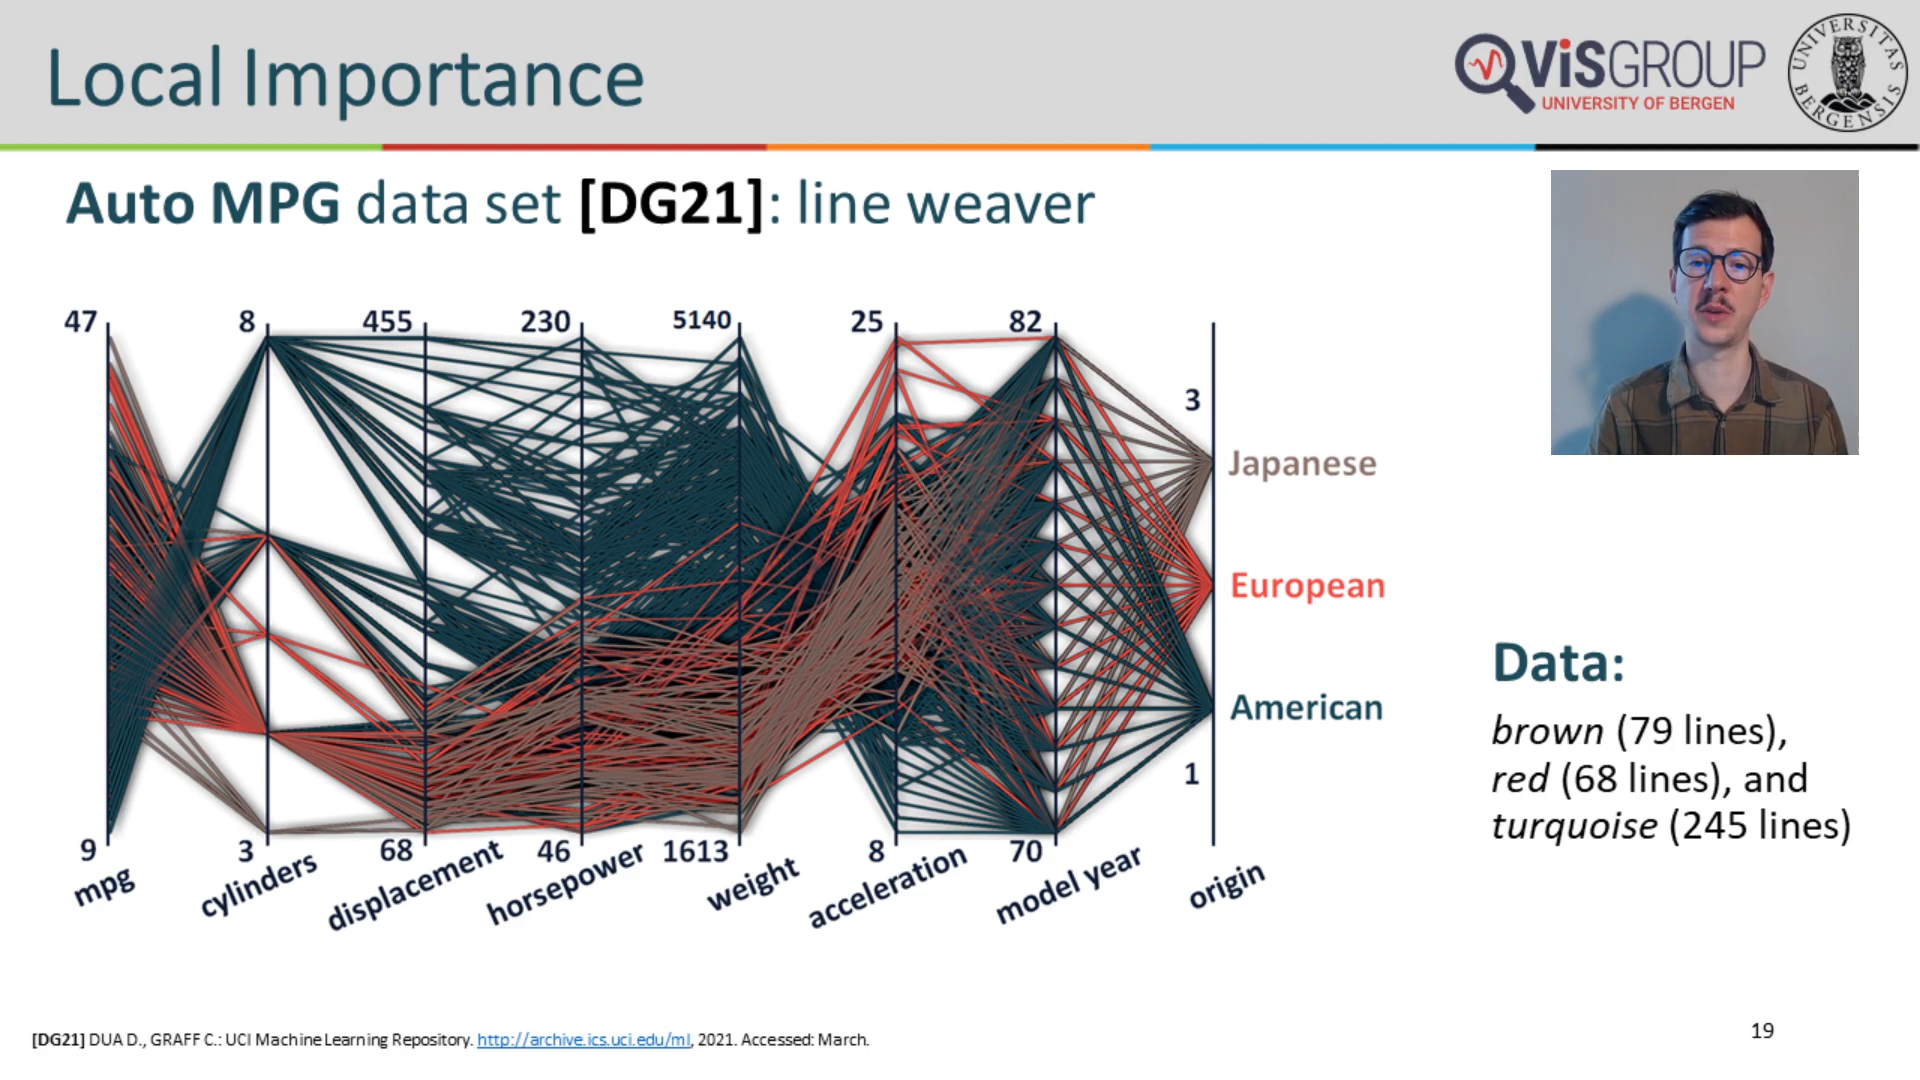 Local Importance
ViSGROUP
UNIVERSITY OF BERGEN
UNIVERSITAS BERGENSIS
Auto MPG data set [DG21]: line weaver
47 8 455 230 5140 25 82
3
Japanese
European
American
1
9 3 68 46 1613 8 70
mpg cylinders displacement horsepower weight acceleration model year origin
Data:
brown (79 lines),
red (68 lines), and
turquoise (245 lines)
[DG21] DUA D., GRAFF C.: UCI Machine Learning Repository. http://archive.ics.uci.edu/ml, 2021. Accessed: March.
19